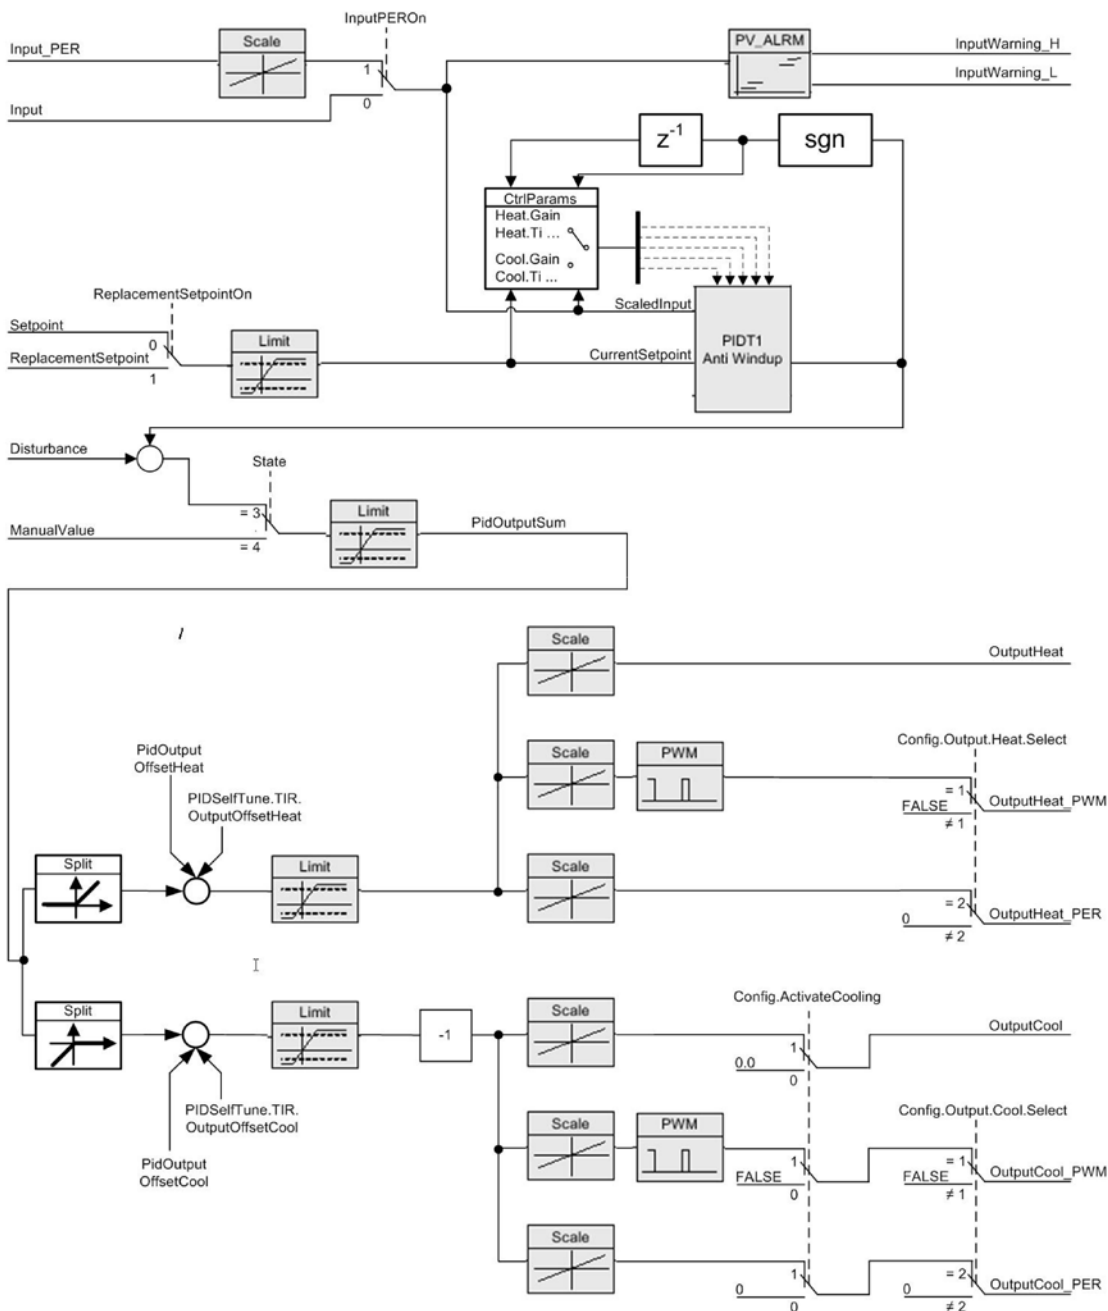 InputPEROn
Input_PER
Scale
PV_ALRM
InputWarning_H
1
InputWarning_L
0
Input
z-1
sgn
CtrlParams
Heat.Gain
Heat.Ti ...
Cool.Gain
Cool.Ti ...
ReplacementSetpointOn
ScaledInput
Setpoint
0
Limit
PIDT1
Anti Windup
ReplacementSetpoint
CurrentSetpoint
1
Disturbance
State
= 3
Limit
PidOutputSum
ManualValue
= 4
Scale
OutputHeat
Config.Output.Heat.Select
PidOutput
OffsetHeat
Scale
PWM
PIDSelfTune.TIR.
OutputOffsetHeat
= 1
FALSE
OutputHeat_PWM
≠ 1
Split
Limit
Scale
= 2
0
OutputHeat_PER
≠ 2
Config.ActivateCooling
Split
Limit
-1
Scale
OutputCool
1
0.0
0
PIDSelfTune.TIR.
OutputOffsetCool
Config.Output.Cool.Select
Scale
PWM
PidOutput
OffsetCool
1
FALSE
0
= 1
FALSE
OutputCool_PWM
≠ 1
Scale
1
0
0
= 2
0
OutputCool_PER
≠ 2